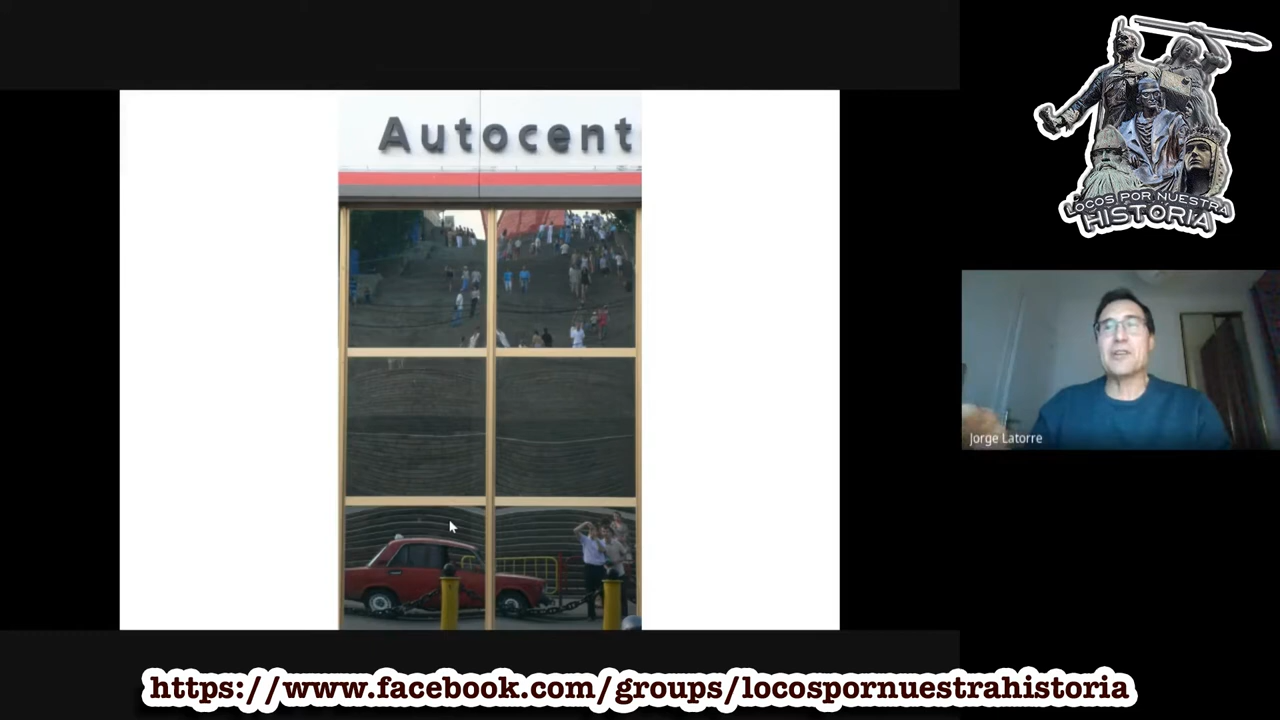 Autocent
LOCOS POR NUESTRA
HISTORIA
Jorge Latorre
https://www.facebook.com/groups/locospornuestrahistoria